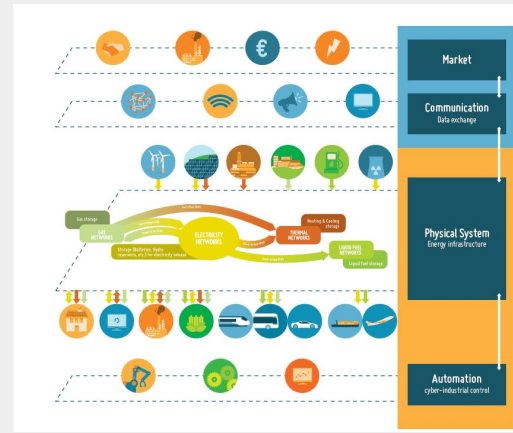 Market
Communication
Data exchange
Gas storage
GAS
NETWORKS
ELECTRICITY
NETWORKS
Storage (batteries, hydro
reservoirs, etc.) for electricity release
Heating & Cooling
storage
THERMAL
NETWORKS
LIQUID FUEL
NETWORKS
Liquid fuel storage
Physical System
Energy infrastructure
Automation
cyber-industrial control